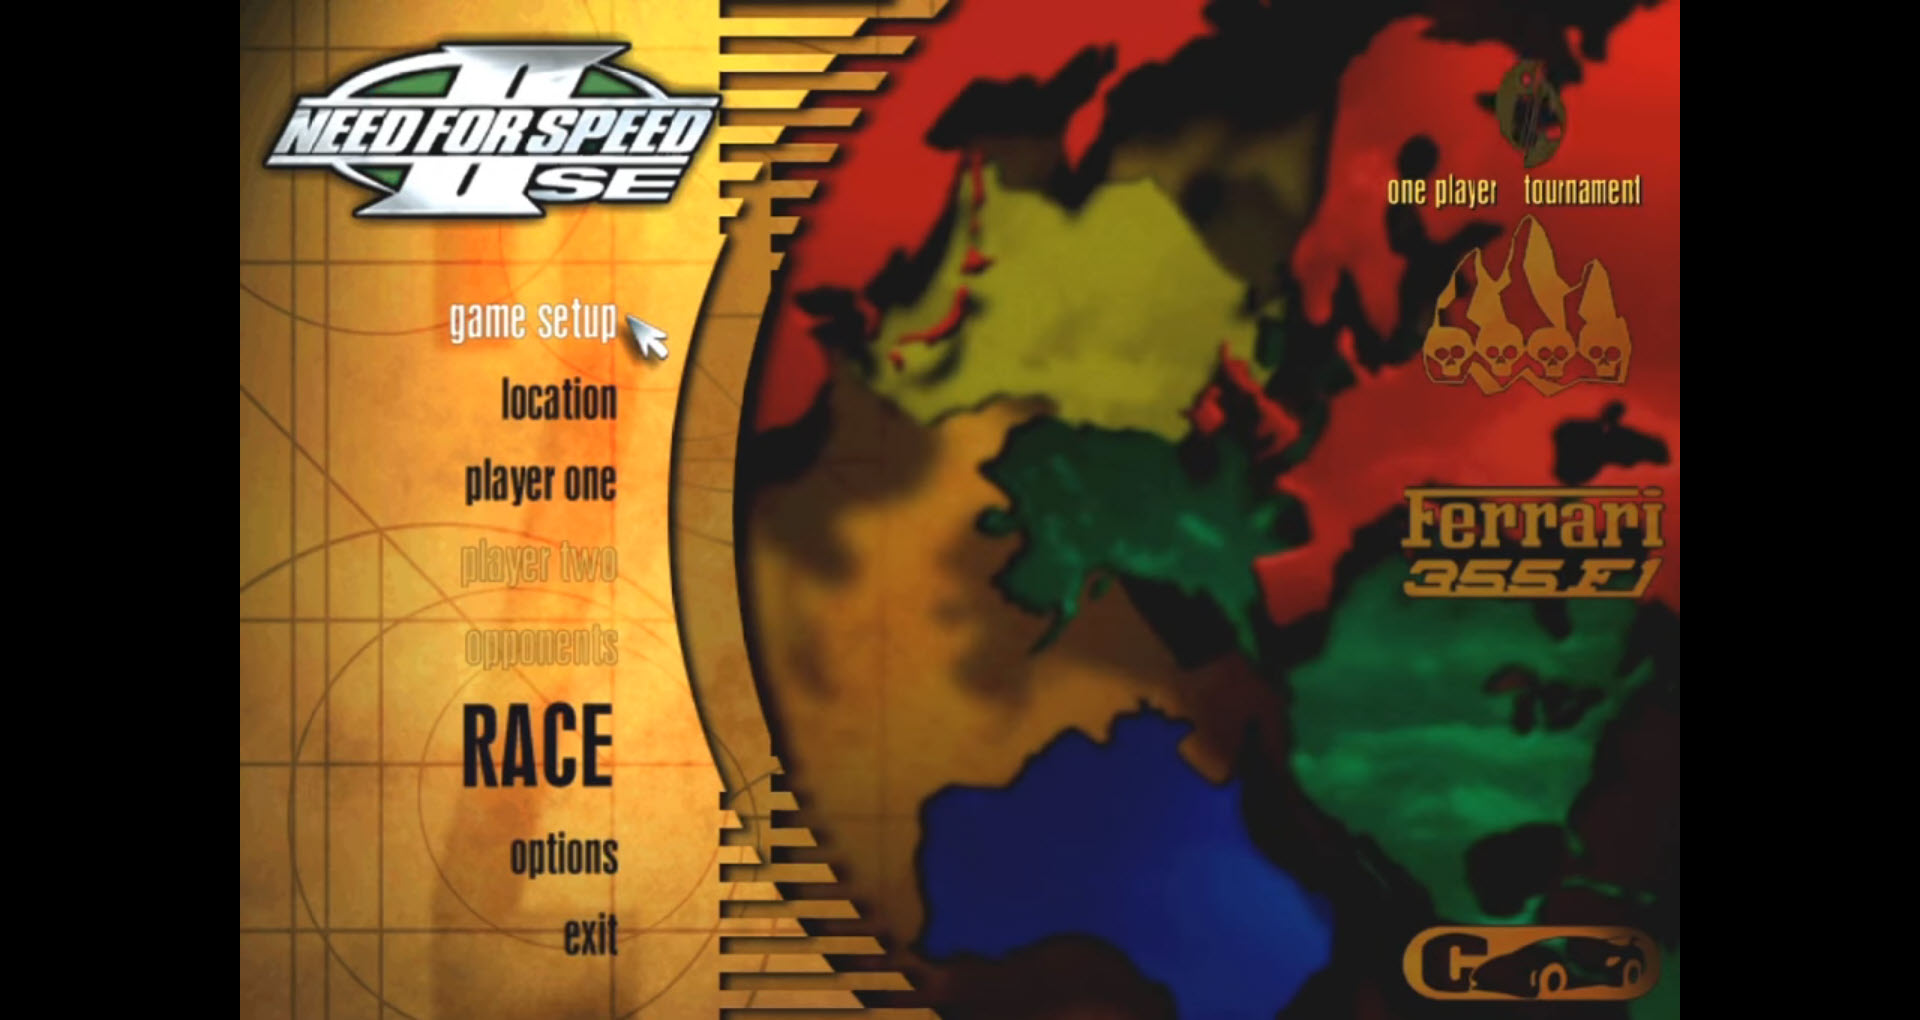 II
NEED FOR SPEED
SE
game setup
location
player one
player two
opponents
RACE
options
exit
one player tournament
Ferrari
355 F1
C